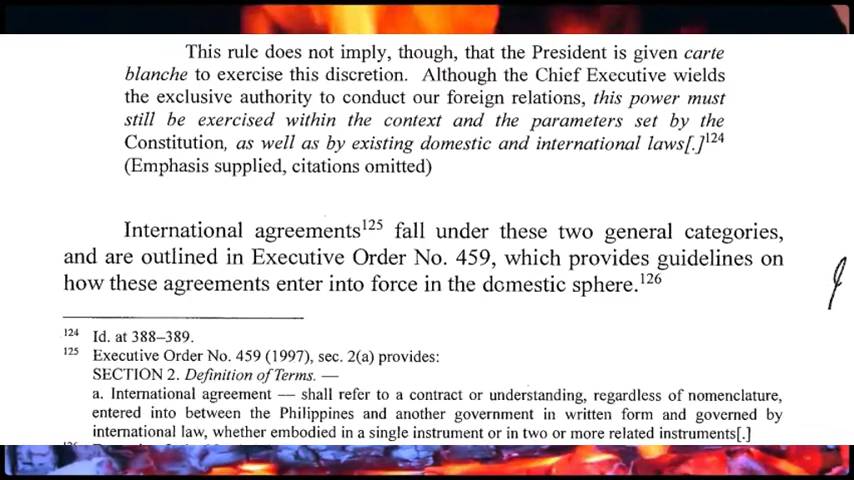 This rule does not imply, though, that the President is given carte
blanche to exercise this discretion. Although the Chief Executive wields
the exclusive authority to conduct our foreign relations, this power must
still be exercised within the context and the parameters set by the
Constitution, as well as by existing domestic and international laws[.]124
(Emphasis supplied, citations omitted)
International agreements125 fall under these two general categories,
and are outlined in Executive Order No. 459, which provides guidelines on
how these agreements enter into force in the domestic sphere.126
124 Id. at 388–389.
125 Executive Order No. 459 (1997), sec. 2(a) provides:
SECTION 2. Definition of Terms. —
a. International agreement — shall refer to a contract or understanding, regardless of nomenclature,
entered into between the Philippines and another government in written form and governed by
international law, whether embodied in a single instrument or in two or more related instruments[.]